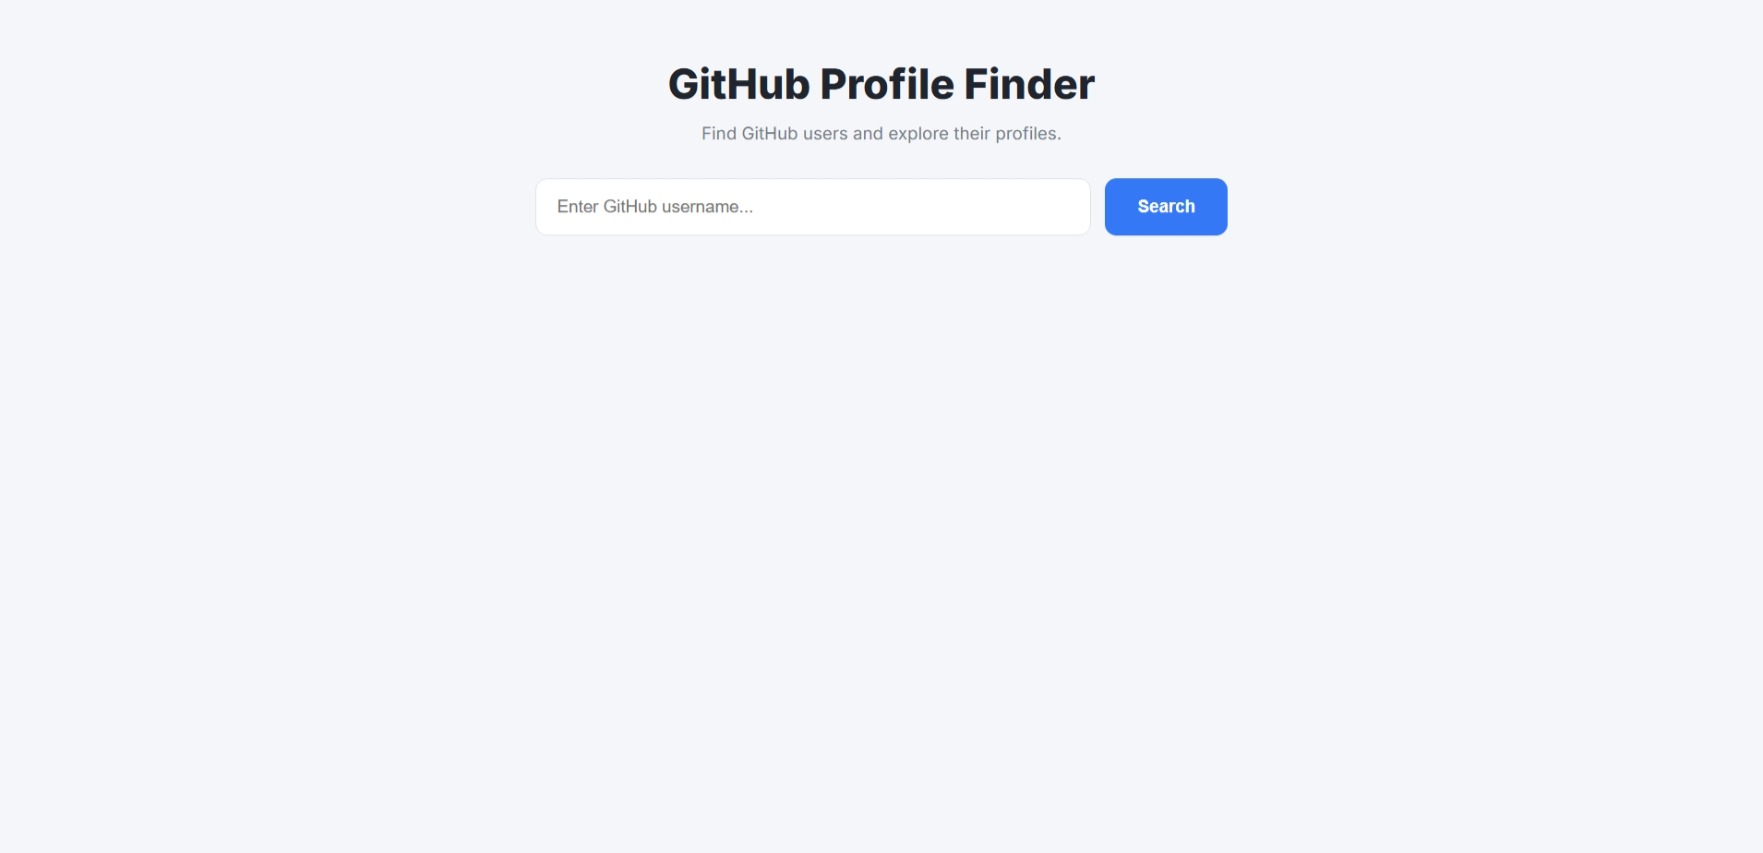 GitHub Profile Finder
Find GitHub users and explore their profiles.
Enter GitHub username...
Search